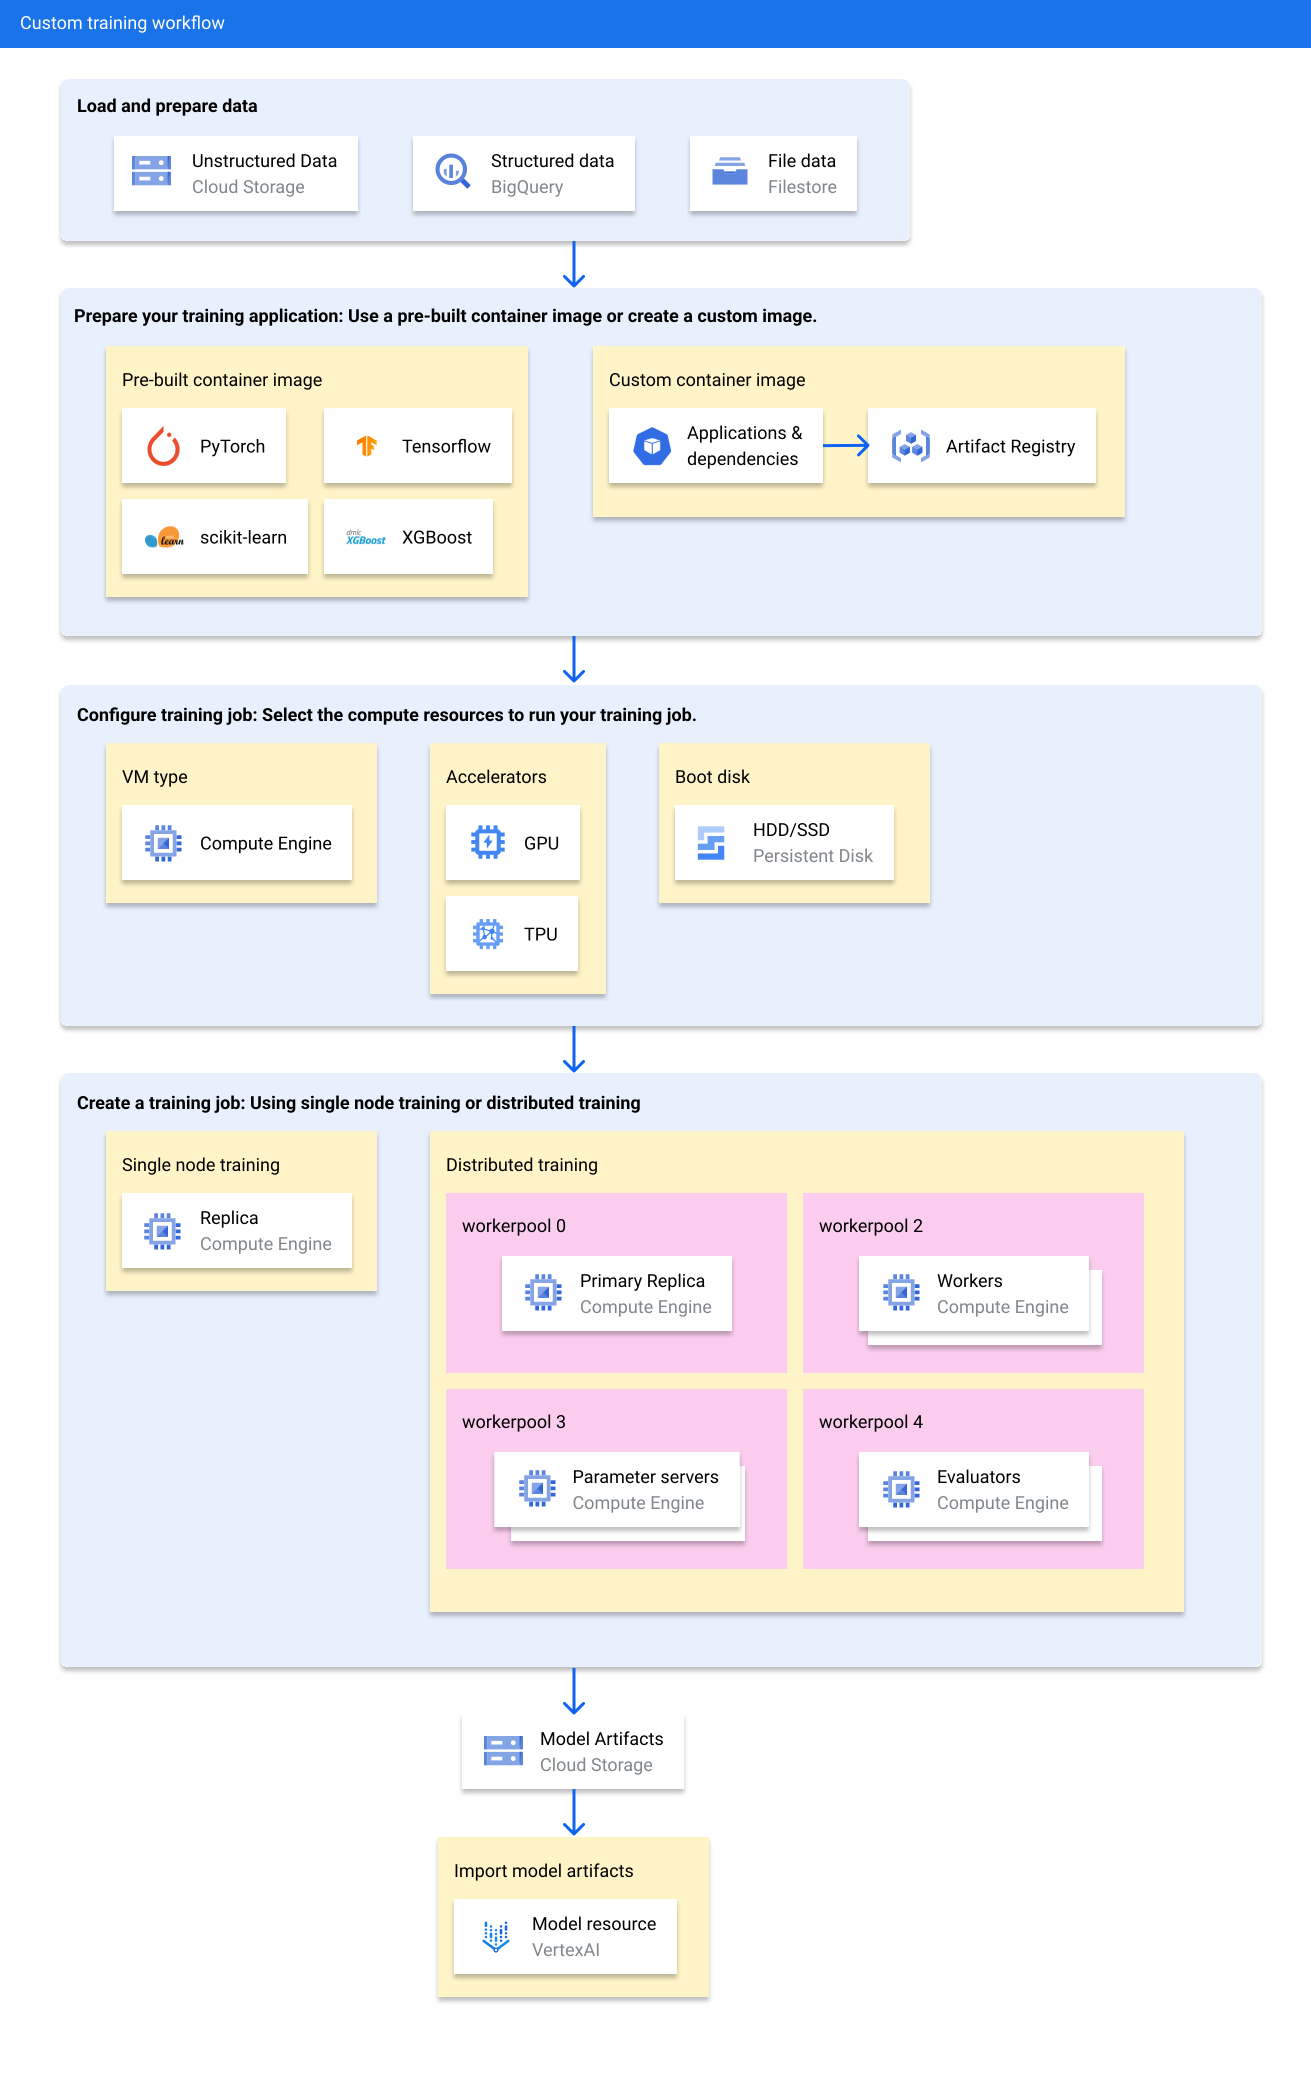 Custom training workflow
Load and prepare data
Unstructured Data
Cloud Storage
Structured data
BigQuery
File data
Filestore
Prepare your training application: Use a pre-built container image or create a custom image.
Pre-built container image
PyTorch
Tensorflow
learn
scikit-learn
dmlc
XGBoost
XGBoost
Custom container image
Applications &
dependencies
Artifact Registry
Configure training job: Select the compute resources to run your training job.
VM type
Compute Engine
Accelerators
GPU
TPU
Boot disk
HDD/SSD
Persistent Disk
Create a training job: Using single node training or distributed training
Single node training
Replica
Compute Engine
Distributed training
workerpool 0
Primary Replica
Compute Engine
workerpool 2
Workers
Compute Engine
workerpool 3
Parameter servers
Compute Engine
workerpool 4
Evaluators
Compute Engine
Model Artifacts
Cloud Storage
Import model artifacts
Model resource
VertexAI